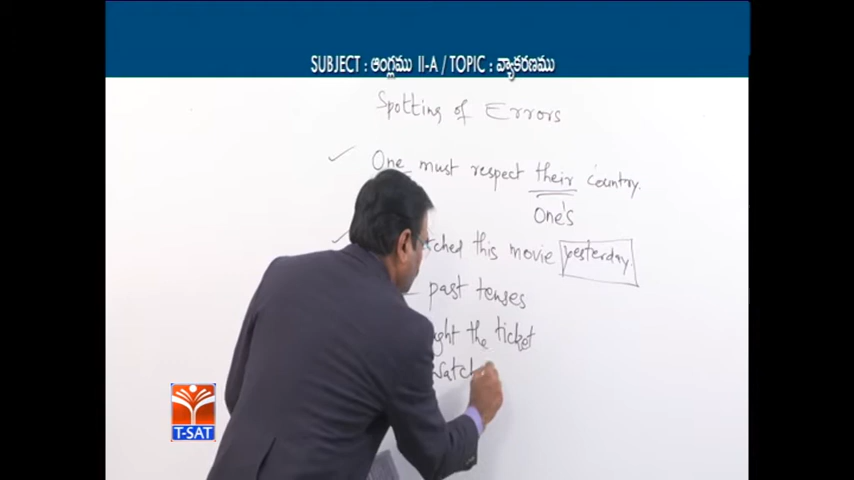 SUBJECT : ఆంగ్లము II-A / TOPIC : వ్యాకరణము
Spotting of Errors
One must respect their country.
One's
this movie yesterday.
past tenses
the ticket
T-SAT